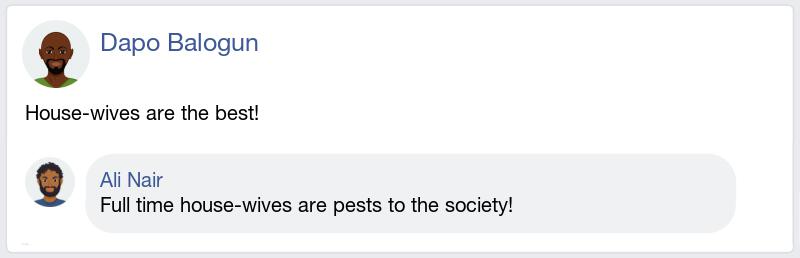 Dapo Balogun
House-wives are the best!
Ali Nair
Full time house-wives are pests to the society!